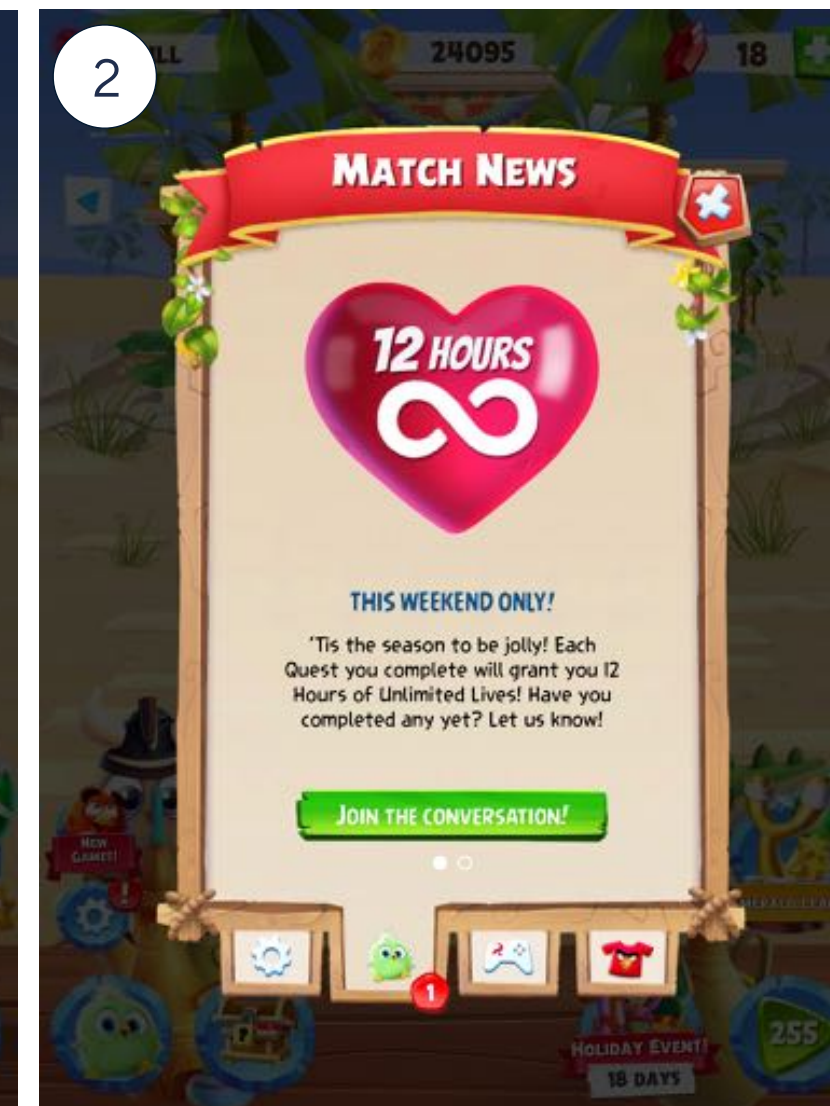 2
24095
18
MATCH NEWS
12 HOURS
THIS WEEKEND ONLY!
'Tis the season to be jolly! Each
Quest you complete will grant you 12
Hours of Unlimited Lives! Have you
completed any yet? Let us know!
JOIN THE CONVERSATION!
NEW
GAMES!
!
1
?
HOLIDAY EVENT!
18 DAYS
255